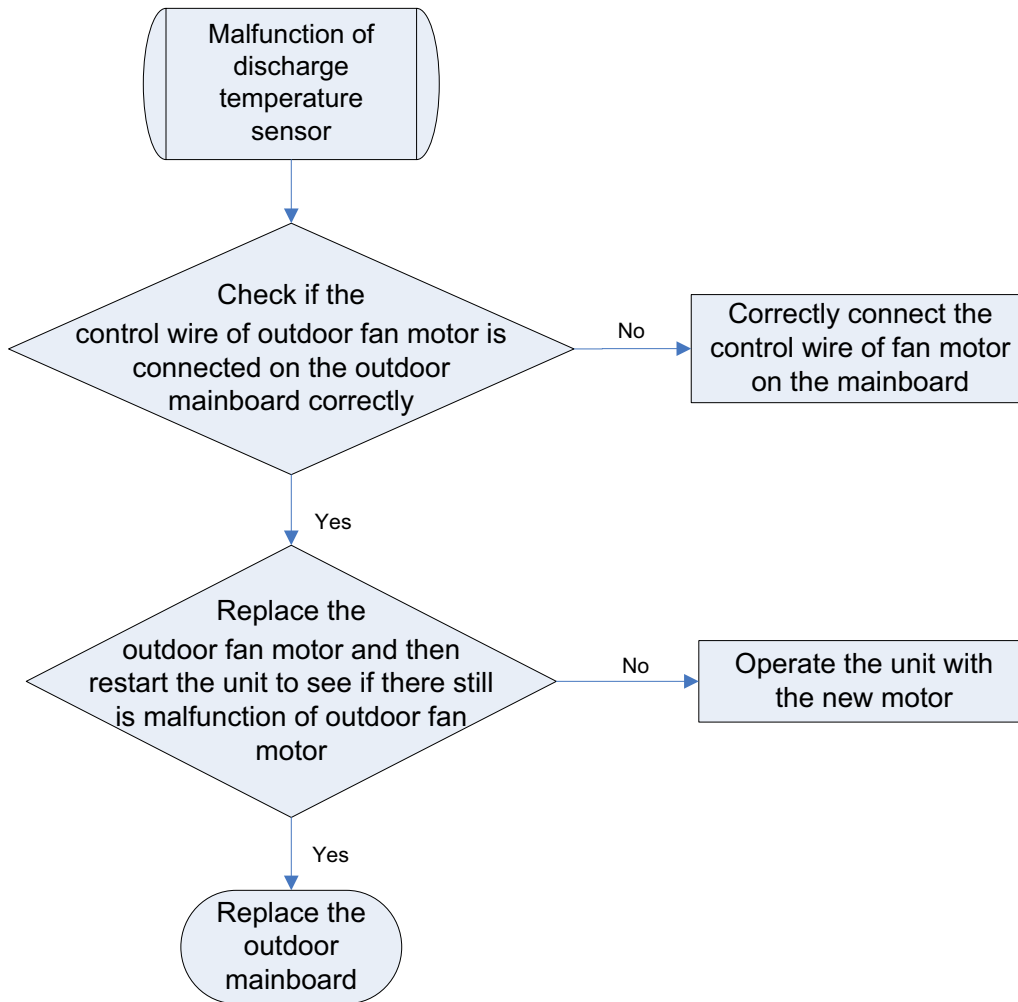 Malfunction of
discharge
temperature
sensor
Check if the
control wire of outdoor fan motor is
connected on the outdoor
mainboard correctly
No
Correctly connect the
control wire of fan motor
on the mainboard
Yes
Replace the
outdoor fan motor and then
restart the unit to see if there still
is malfunction of outdoor fan
motor
No
Operate the unit with
the new motor
Yes
Replace the
outdoor
mainboard